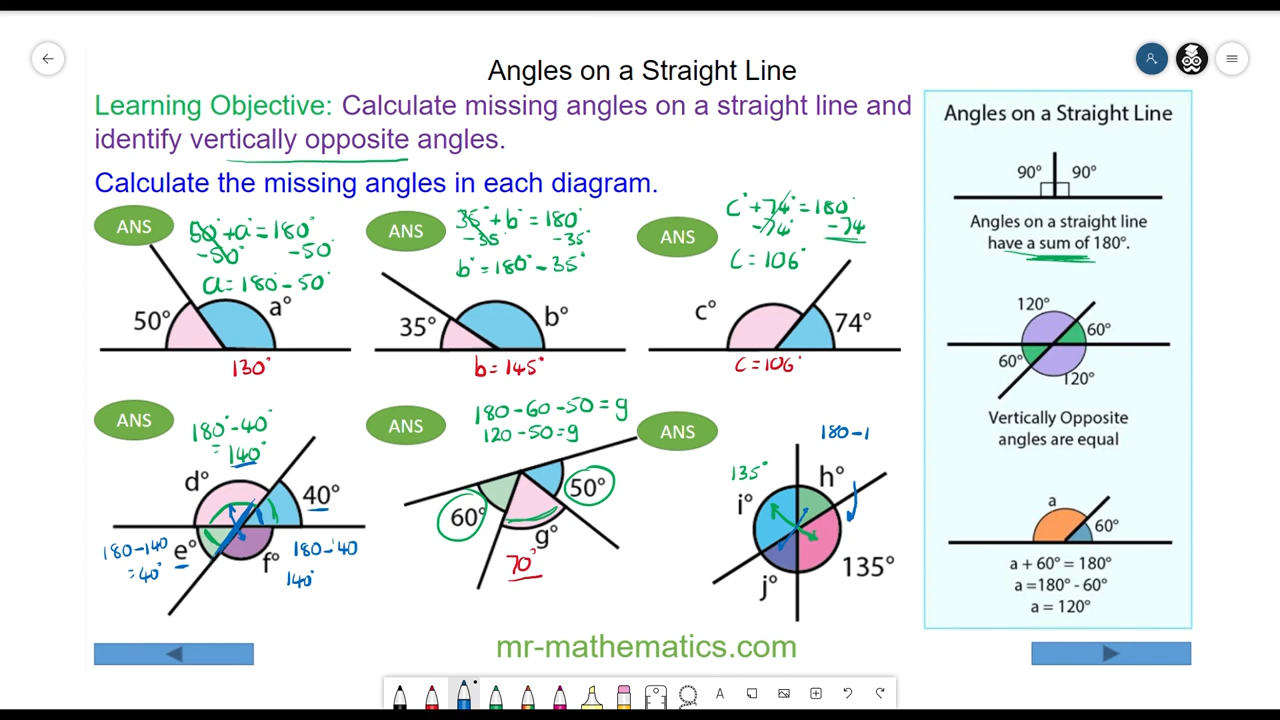 Angles on a Straight Line
Learning Objective: Calculate missing angles on a straight line and
identify vertically opposite angles.
Calculate the missing angles in each diagram.
ANS
50° + a° = 180°
-50° -50°
a = 180° - 50°
50°
a°
130°
ANS
35° + b° = 180°
-35° -35°
b° = 180° - 35°
35°
b°
b = 145°
ANS
c° + 74° = 180°
-74° -74
c = 106°
c°
74°
c = 106°
ANS
180° - 40°
= 140°
d°
40°
180 - 140
= 40°
e°
f°
180 - 40
140°
ANS
180 - 60 - 50 = g
120 - 50 = g
60°
50°
g°
70°
ANS
180 - 1
135°
h°
i°
j°
135°
mr-mathematics.com
Angles on a Straight Line
90° 90°
Angles on a straight line
have a sum of 180°.
120°
60°
60°
120°
Vertically Opposite
angles are equal
a
60°
a + 60° = 180°
a =180° - 60°
a = 120°
A